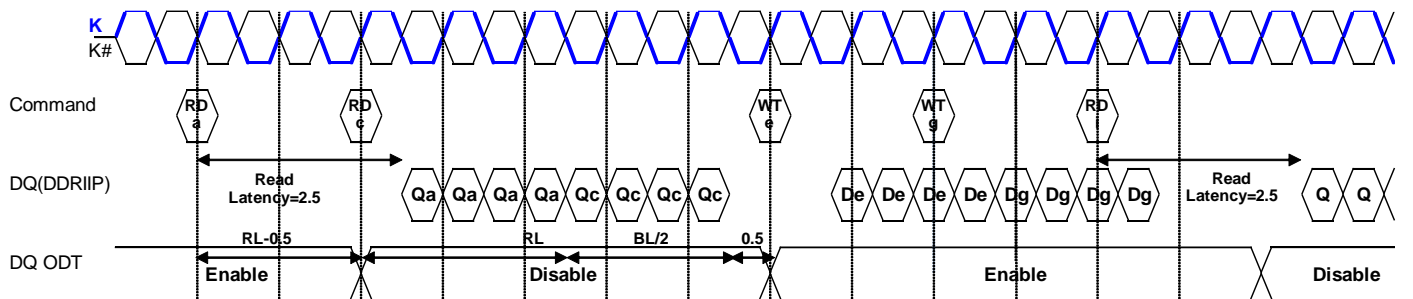 K
K#
Command
RD a
RD c
WT e
WT g
RD i
DQ(DDRIIP)
Read Latency=2.5
Qa Qa Qa Qa Qc Qc Qc Qc
De De De De Dg Dg Dg Dg
Read Latency=2.5
Q Q
DQ ODT
RL-0.5
RL
BL/2
0.5
Enable
Disable
Enable
Disable